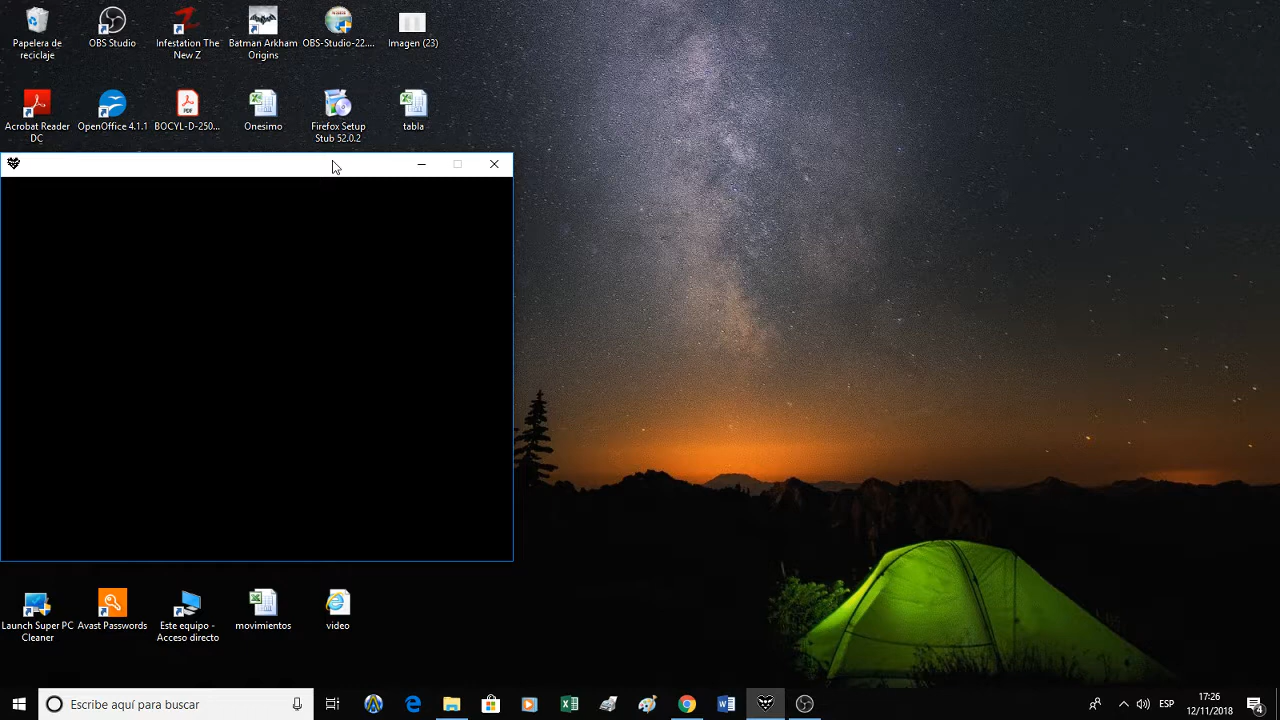 Papelera de
reciclaje
OBS Studio
Infestation The
New Z
Batman Arkham
Origins
OBS-Studio-22....
Imagen (23)
Acrobat Reader
DC
OpenOffice 4.1.1
BOCYL-D-250...
Onesimo
Firefox Setup
Stub 52.0.2
tabla
Launch Super PC
Cleaner
Avast Passwords
Este equipo -
Acceso directo
movimientos
video
Escribe aquí para buscar
ESP
17:26
12/11/2018
4